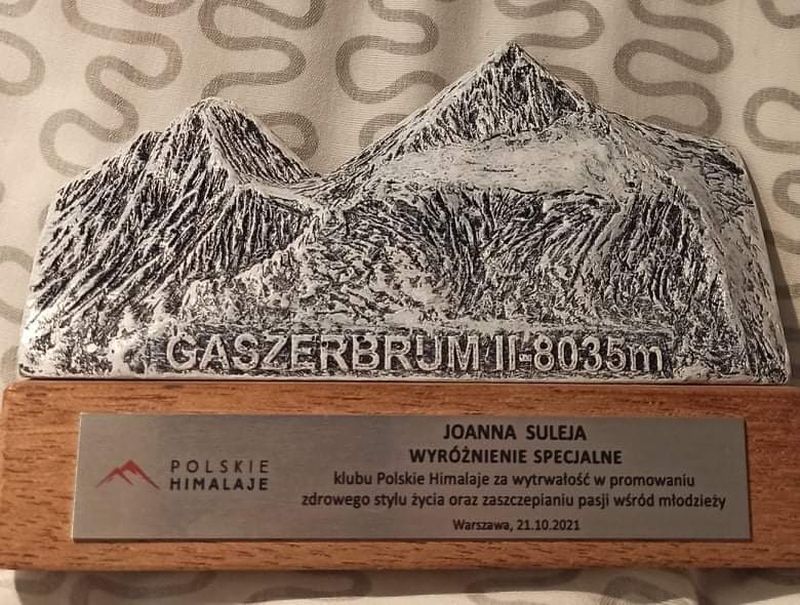 GASZERBRUM II-8035m
POLSKIE
HIMALAJE
JOANNA SULEJA
WYRÓŻNIENIE SPECJALNE
klubu Polskie Himalaje za wytrwałość w promowaniu
zdrowego stylu życia oraz zaszczepianiu pasji wśród młodzieży
Warszawa, 21.10.2021